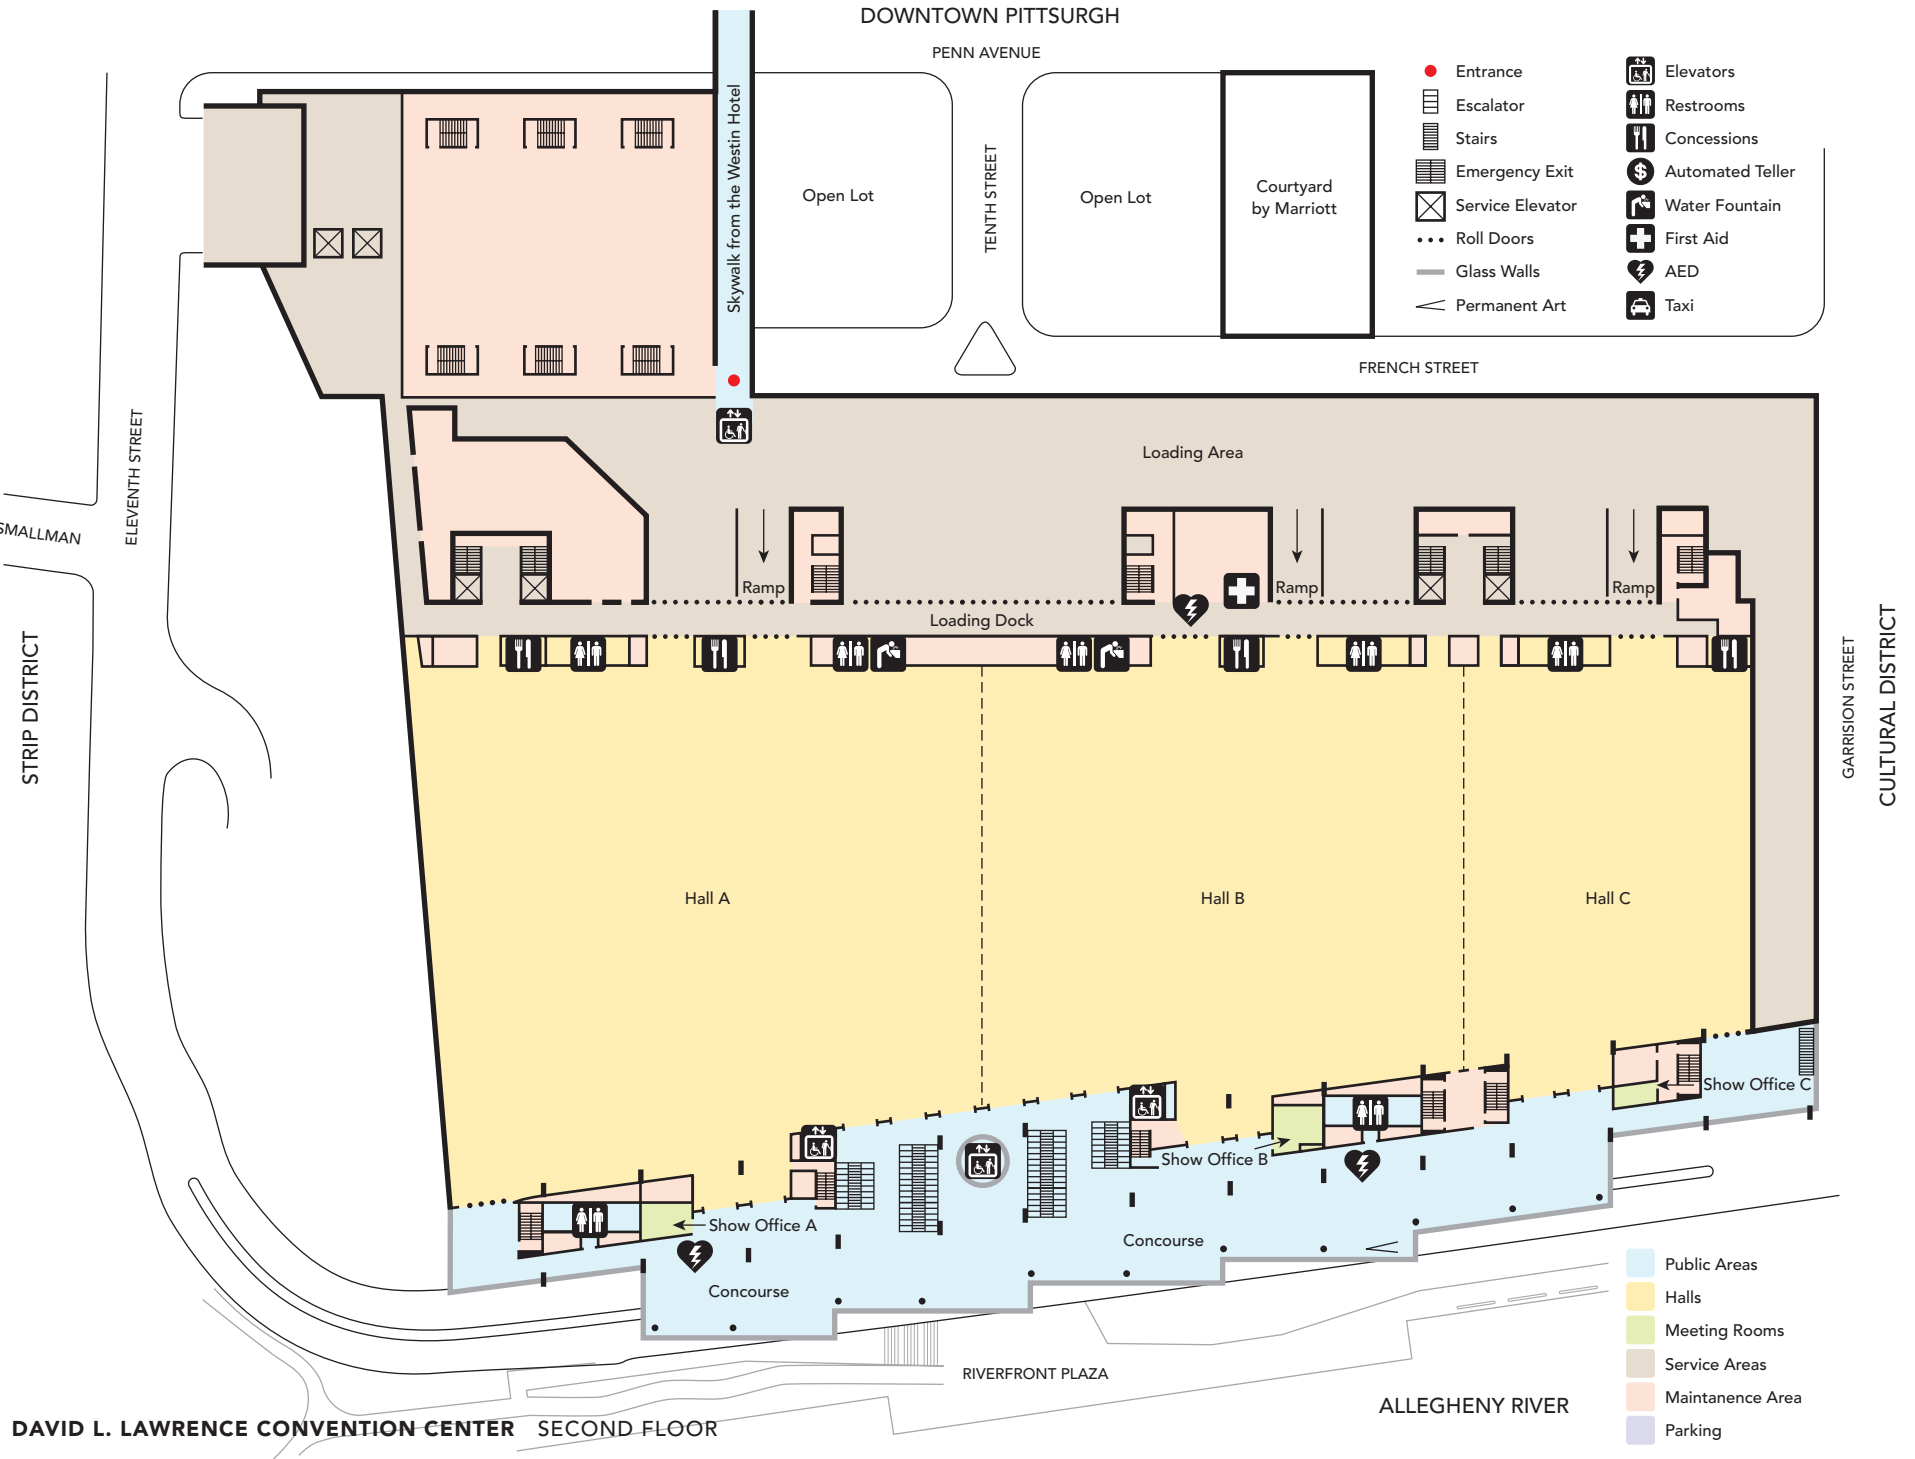 DOWNTOWN PITTSURGH
PENN AVENUE
Skywalk from the Westin Hotel
Open Lot
TENTH STREET
Open Lot
Courtyard
by Marriott
Entrance
Escalator
Stairs
Emergency Exit
Service Elevator
Roll Doors
Glass Walls
Permanent Art
Elevators
Restrooms
Concessions
Automated Teller
Water Fountain
First Aid
AED
Taxi
FRENCH STREET
ELEVENTH STREET
SMALLMAN
STRIP DISTRICT
Loading Area
Ramp
Ramp
Ramp
Loading Dock
GARRISION STREET
CULTURAL DISTRICT
Hall A
Hall B
Hall C
Show Office C
Show Office B
Show Office A
Concourse
Concourse
RIVERFRONT PLAZA
ALLEGHENY RIVER
Public Areas
Halls
Meeting Rooms
Service Areas
Maintanence Area
Parking
DAVID L. LAWRENCE CONVENTION CENTER SECOND FLOOR